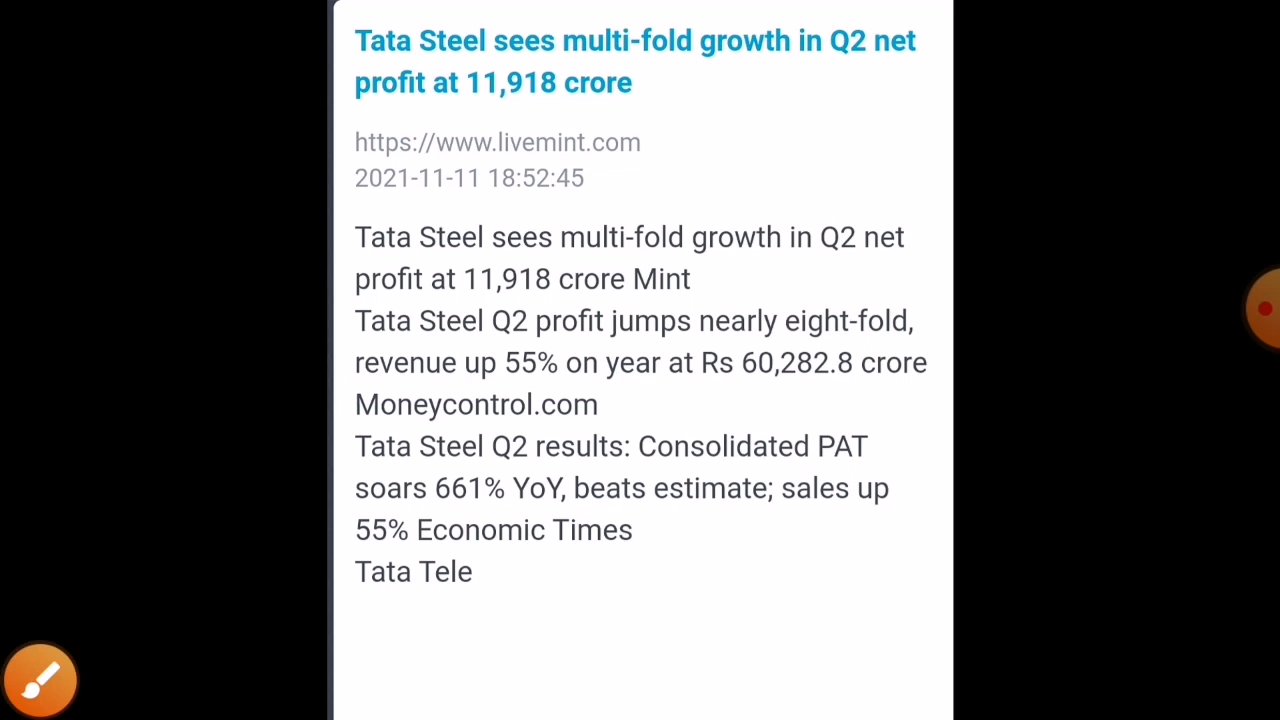 Tata Steel sees multi-fold growth in Q2 net
profit at 11,918 crore
https://www.livemint.com
2021-11-11 18:52:45
Tata Steel sees multi-fold growth in Q2 net
profit at 11,918 crore Mint
Tata Steel Q2 profit jumps nearly eight-fold,
revenue up 55% on year at Rs 60,282.8 crore
Moneycontrol.com
Tata Steel Q2 results: Consolidated PAT
soars 661% YoY, beats estimate; sales up
55% Economic Times
Tata Tele